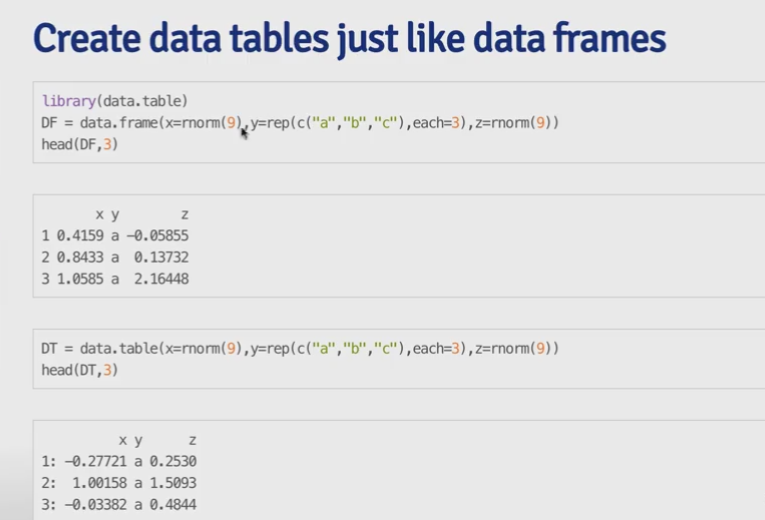 Create data tables just like data frames
library(data.table)
DF = data.frame(x=rnorm(9),y=rep(c("a","b","c"),each=3),z=rnorm(9))
head(DF,3)
x y z
1 0.4159 a -0.05855
2 0.8433 a 0.13732
3 1.0585 a 2.16448
DT = data.table(x=rnorm(9),y=rep(c("a","b","c"),each=3),z=rnorm(9))
head(DT,3)
x y z
1: -0.27721 a 0.2530
2: 1.00158 a 1.5093
3: -0.03382 a 0.4844